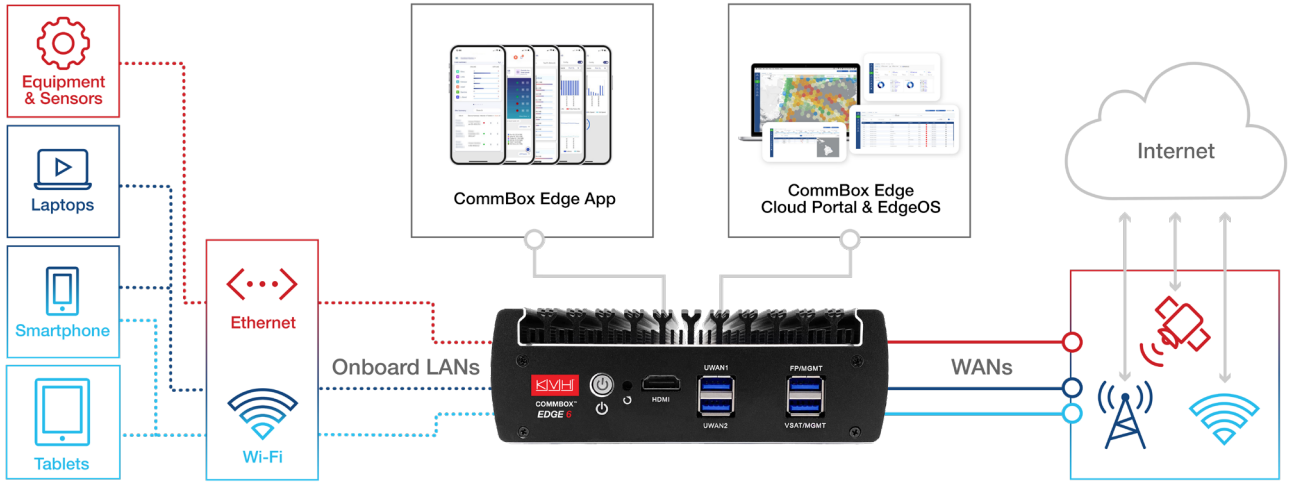 Equipment
& Sensors
Laptops
Smartphone
Tablets
Ethernet
Wi-Fi
Onboard LANs
CommBox Edge App
CommBox Edge
Cloud Portal & EdgeOS
KVH
COMMBOX™
EDGE 6
HDMI
UWAN1
UWAN2
FP/MGMT
VSAT/MGMT
WANs
Internet